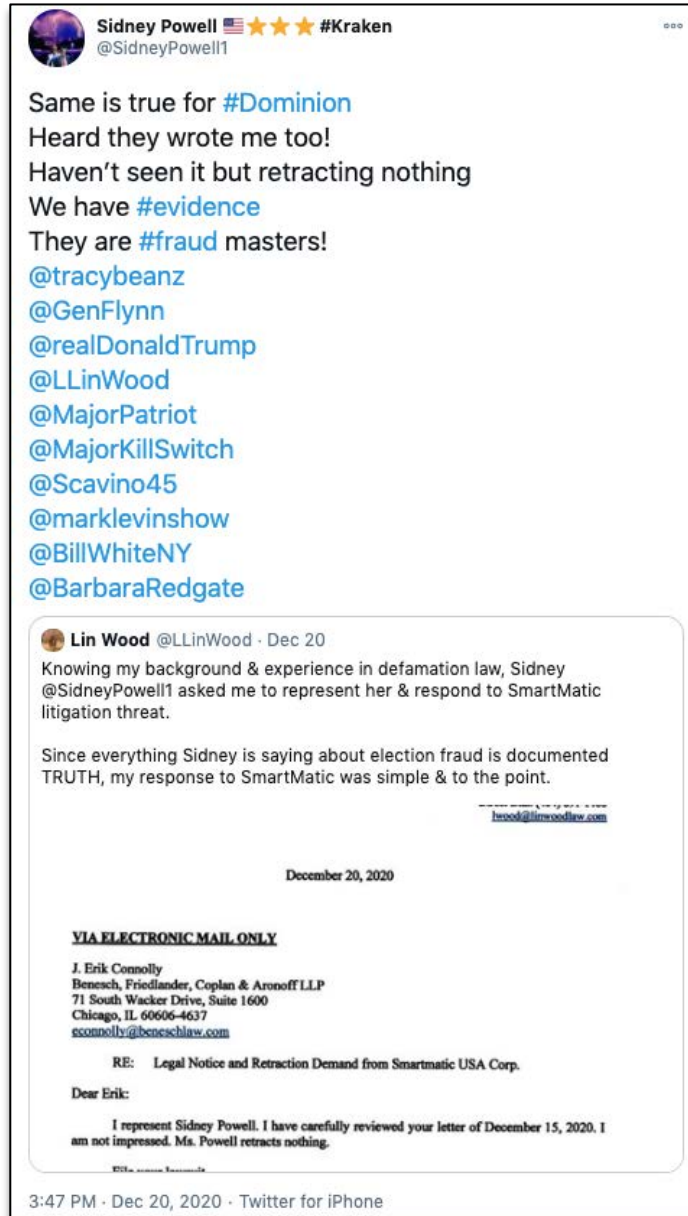 Sidney Powell 🇺🇸⭐⭐⭐ #Kraken
@SidneyPowell1
Same is true for #Dominion
Heard they wrote me too!
Haven’t seen it but retracting nothing
We have #evidence
They are #fraud masters!
@tracybeanz
@GenFlynn
@realDonaldTrump
@LLinWood
@MajorPatriot
@MajorKillSwitch
@Scavino45
@marklevinshow
@BillWhiteNY
@BarbaraRedgate
Lin Wood @LLinWood · Dec 20
Knowing my background & experience in defamation law, Sidney
@SidneyPowell1 asked me to represent her & respond to SmartMatic
litigation threat.
Since everything Sidney is saying about election fraud is documented
TRUTH, my response to SmartMatic was simple & to the point.
lwood@linwoodlaw.com
December 20, 2020
VIA ELECTRONIC MAIL ONLY
J. Erik Connolly
Benesch, Friedlander, Coplan & Aronoff LLP
71 South Wacker Drive, Suite 1600
Chicago, IL 60606-4637
econnolly@beneschlaw.com
RE: Legal Notice and Retraction Demand from Smartmatic USA Corp.
Dear Erik:
I represent Sidney Powell. I have carefully reviewed your letter of December 15, 2020. I
am not impressed. Ms. Powell retracts nothing.
3:47 PM · Dec 20, 2020 · Twitter for iPhone